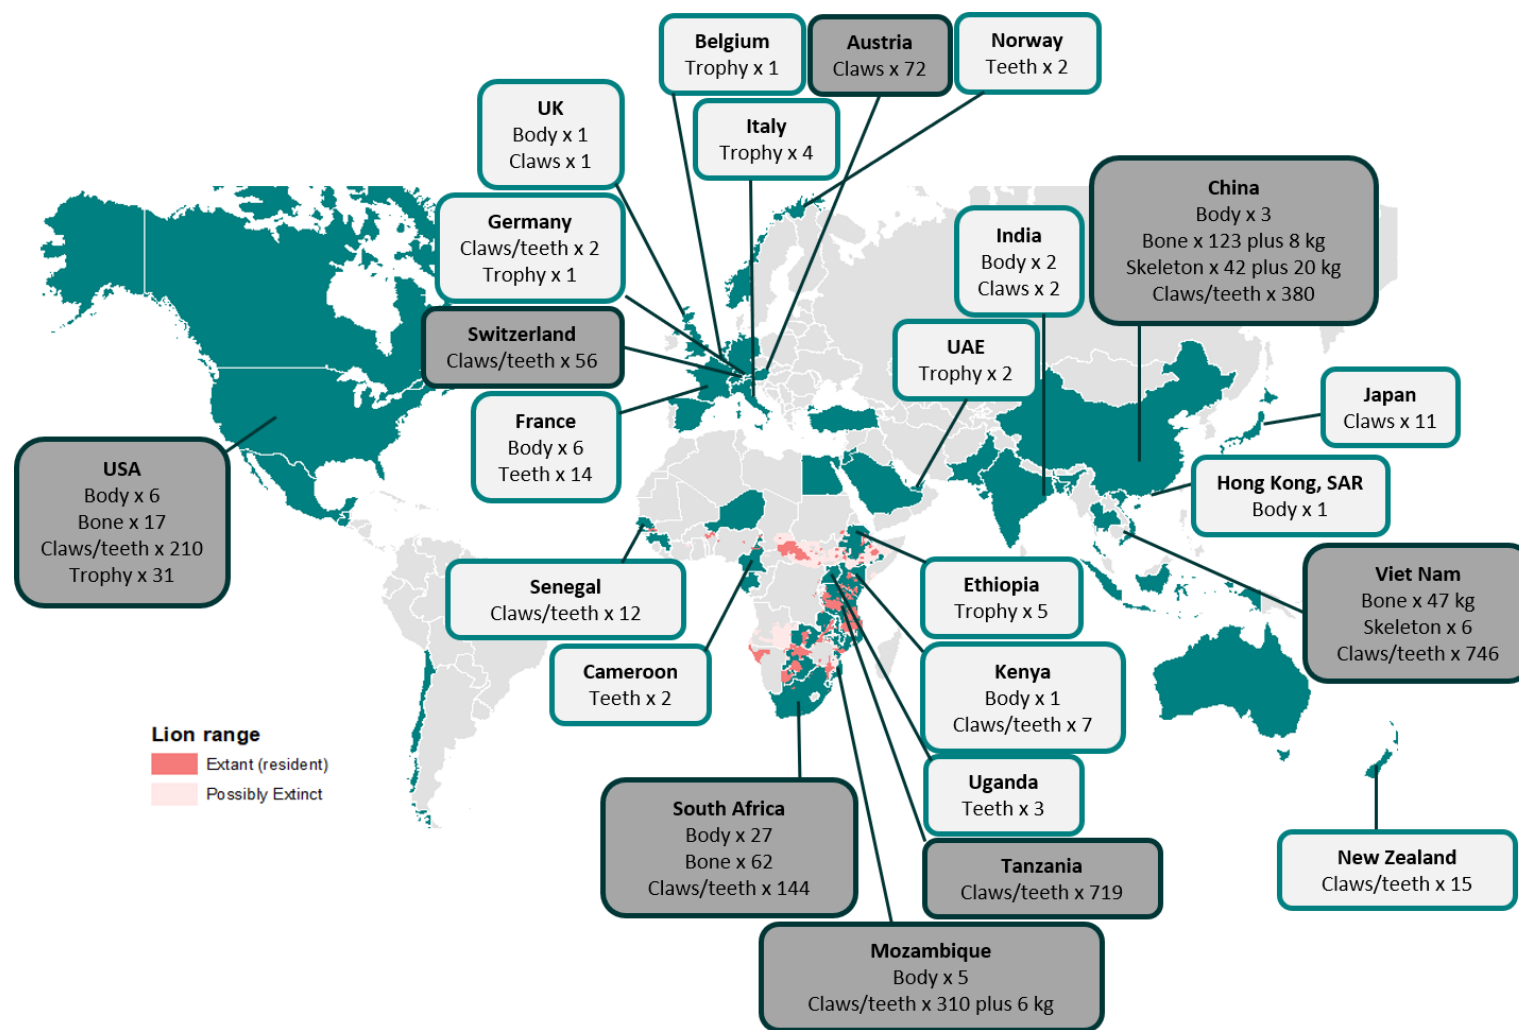 Belgium
Trophy x 1
Austria
Claws x 72
Norway
Teeth x 2
UK
Body x 1
Claws x 1
Italy
Trophy x 4
China
Body x 3
Bone x 123 plus 8 kg
Skeleton x 42 plus 20 kg
Claws/teeth x 380
Germany
Claws/teeth x 2
Trophy x 1
India
Body x 2
Claws x 2
Switzerland
Claws/teeth x 56
UAE
Trophy x 2
Japan
Claws x 11
France
Body x 6
Teeth x 14
USA
Body x 6
Bone x 17
Claws/teeth x 210
Trophy x 31
Hong Kong, SAR
Body x 1
Senegal
Claws/teeth x 12
Ethiopia
Trophy x 5
Viet Nam
Bone x 47 kg
Skeleton x 6
Claws/teeth x 746
Cameroon
Teeth x 2
Kenya
Body x 1
Claws/teeth x 7
Lion range
Extant (resident)
Possibly Extinct
Uganda
Teeth x 3
South Africa
Body x 27
Bone x 62
Claws/teeth x 144
Tanzania
Claws/teeth x 719
New Zealand
Claws/teeth x 15
Mozambique
Body x 5
Claws/teeth x 310 plus 6 kg